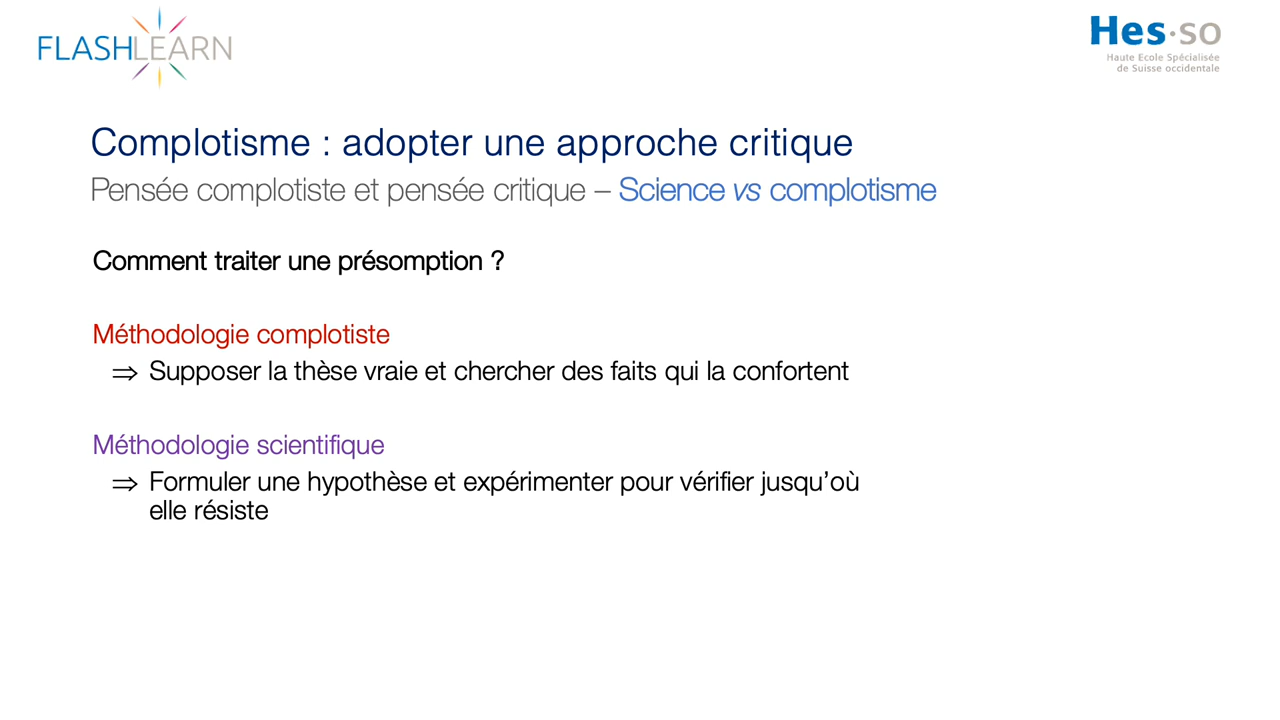 FLASHLEARN
Hes·so
Haute Ecole Spécialisée
de Suisse occidentale
Complotisme : adopter une approche critique
Pensée complotiste et pensée critique – Science vs complotisme
Comment traiter une présomption ?
Méthodologie complotiste
⇒ Supposer la thèse vraie et chercher des faits qui la confortent
Méthodologie scientifique
⇒ Formuler une hypothèse et expérimenter pour vérifier jusqu’où
elle résiste